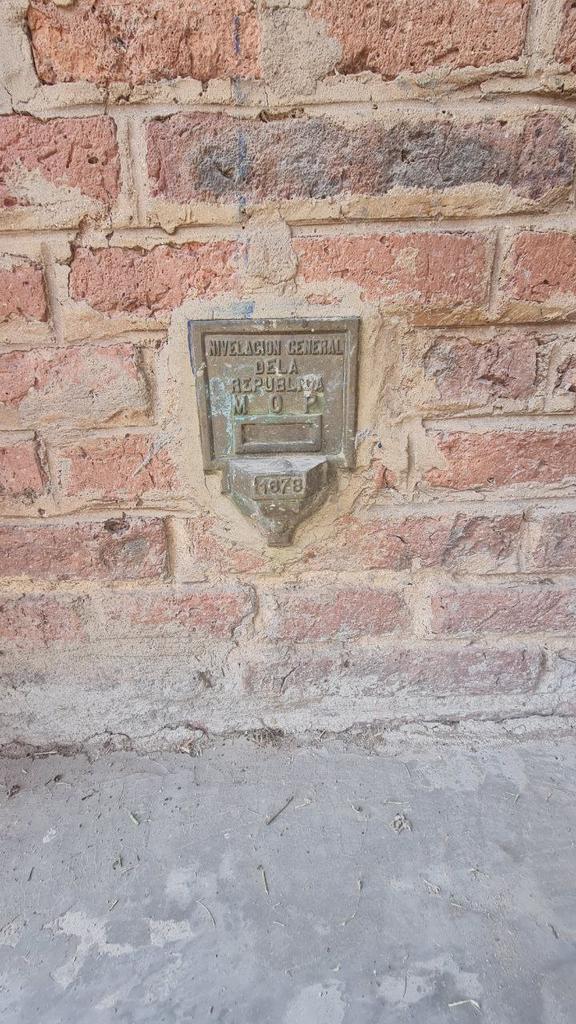 NIVELACION GENERAL
DE LA
REPUBLICA
M O P
1678